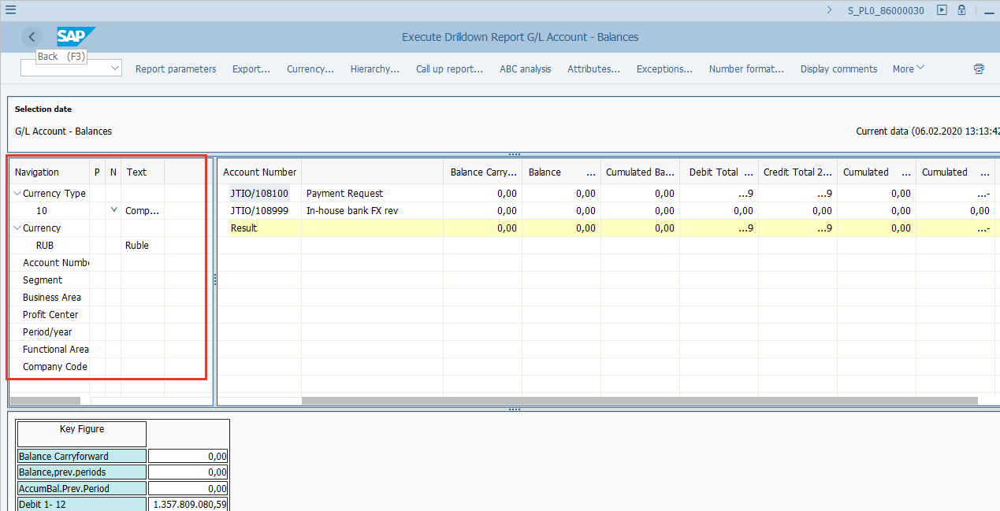 S_PL0_86000030
SAP
Execute Drilldown Report G/L Account - Balances
Back (F3)
Report parameters Export... Currency... Hierarchy... Call up report... ABC analysis Attributes... Exceptions... Number format... Display comments More
Selection date
G/L Account - Balances Current data (06.02.2020 13:13:42
Navigation P N Text Account Number Balance Carry... Balance ... Cumulated Ba... Debit Total ... Credit Total 2... Cumulated ... Cumulated ...
Currency Type JTIO/108100 Payment Request 0,00 0,00 0,00 ...9 ...9 0,00 ...-
10 Comp... JTIO/108999 In-house bank FX rev 0,00 0,00 0,00 0,00 0,00 0,00 0,00
Currency Result 0,00 0,00 0,00 ...9 ...9 0,00 ...-
RUB Ruble
Account Numbe
Segment
Business Area
Profit Center
Period/year
Functional Area
Company Code
Key Figure
Balance Carryforward 0,00
Balance,prev.periods 0,00
AccumBal.Prev.Period 0,00
Debit 1- 12 1.357.809.080,59